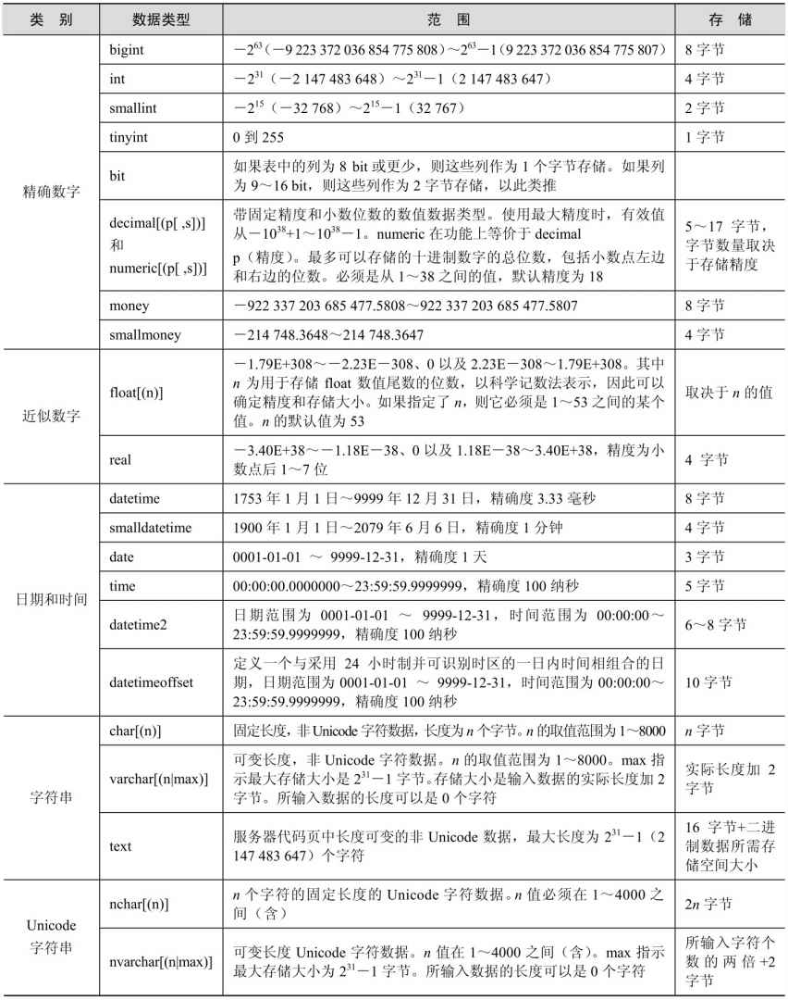 类 别 数据类型 范 围 存 储
精确数字
bigint －2⁶³（－9 223 372 036 854 775 808）～2⁶³－1（9 223 372 036 854 775 807） 8 字节
int －2³¹（－2 147 483 648）～2³¹－1（2 147 483 647） 4 字节
smallint －2¹⁵（－32 768）～2¹⁵－1（32 767） 2 字节
tinyint 0 到 255 1 字节
bit
如果表中的列为 8 bit 或更少，则这些列作为 1 个字节存储。如果列
为 9～16 bit，则这些列作为 2 字节存储，以此类推
decimal[(p[ ,s])]
和
numeric[(p[ ,s])]
带固定精度和小数位数的数值数据类型。使用最大精度时，有效值
从－10³⁸+1～10³⁸－1。numeric 在功能上等价于 decimal
p（精度）。最多可以存储的十进制数字的总位数，包括小数点左边
和右边的位数。必须是从 1～38 之间的值，默认精度为 18
5～17 字节，
字节数量取决
于存储精度
money －922 337 203 685 477.5808～922 337 203 685 477.5807 8 字节
smallmoney －214 748.3648～214 748.3647 4 字节
近似数字
float[(n)]
－1.79E+308～－2.23E－308、0 以及 2.23E－308～1.79E+308。其中
n 为用于存储 float 数值尾数的位数，以科学记数法表示，因此可以
确定精度和存储大小。如果指定了 n，则它必须是 1～53 之间的某个
值。n 的默认值为 53
取决于 n 的值
real
－3.40E+38～－1.18E－38、0 以及 1.18E－38～3.40E+38，精度为小
数点后 1～7 位
4 字节
日期和时间
datetime 1753 年 1 月 1 日～9999 年 12 月 31 日，精确度 3.33 毫秒 8 字节
smalldatetime 1900 年 1 月 1 日～2079 年 6 月 6 日，精确度 1 分钟 4 字节
date 0001-01-01 ～ 9999-12-31，精确度 1 天 3 字节
time 00:00:00.0000000～23:59:59.9999999，精确度 100 纳秒 5 字节
datetime2
日期范围为 0001-01-01 ～ 9999-12-31，时间范围为 00:00:00～
23:59:59.9999999，精确度 100 纳秒
6～8 字节
datetimeoffset
定义一个与采用 24 小时制并可识别时区的一日内时间相组合的日
期，日期范围为 0001-01-01 ～ 9999-12-31，时间范围为 00:00:00～
23:59:59.9999999，精确度 100 纳秒
10 字节
字符串
char[(n)] 固定长度，非 Unicode 字符数据，长度为 n 个字节。n 的取值范围为 1～8000 n 字节
varchar[(n|max)]
可变长度，非 Unicode 字符数据。n 的取值范围为 1～8000。max 指
示最大存储大小是 2³¹－1 字节。存储大小是输入数据的实际长度加 2
字节。所输入数据的长度可以是 0 个字符
实际长度加 2
字节
text
服务器代码页中长度可变的非 Unicode 数据，最大长度为 2³¹－1（2
147 483 647）个字符
16 字节+二进
制数据所需存
储空间大小
Unicode
字符串
nchar[(n)]
n 个字符的固定长度的 Unicode 字符数据。n 值必须在 1～4000 之
间（含）
2n 字节
nvarchar[(n|max)]
可变长度 Unicode 字符数据。n 值在 1～4000 之间（含）。max 指示
最大存储大小为 2³¹－1 字节。所输入数据的长度可以是 0 个字符
所输入字符个
数的两倍+2
字节